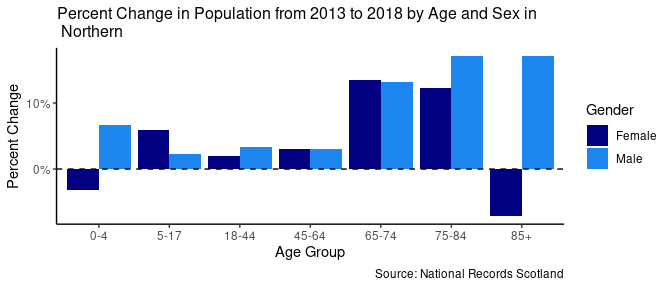 Percent Change in Population from 2013 to 2018 by Age and Sex in
Northern
Percent Change
10%
0%
0-4 5-17 18-44 45-64 65-74 75-84 85+
Age Group
Gender
Female
Male
Source: National Records Scotland